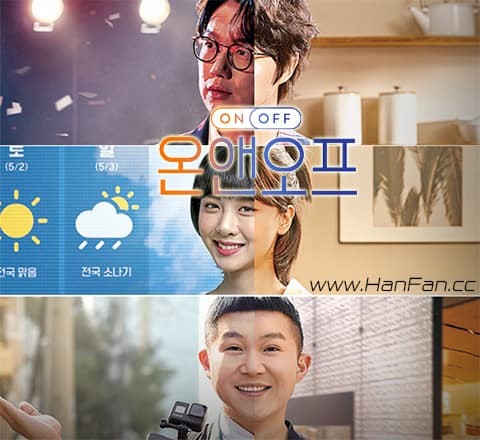 ON OFF
온앤오프
토 월
(5/2) (5/3)
전국 맑음 전국 소나기
www.HanFan.cc